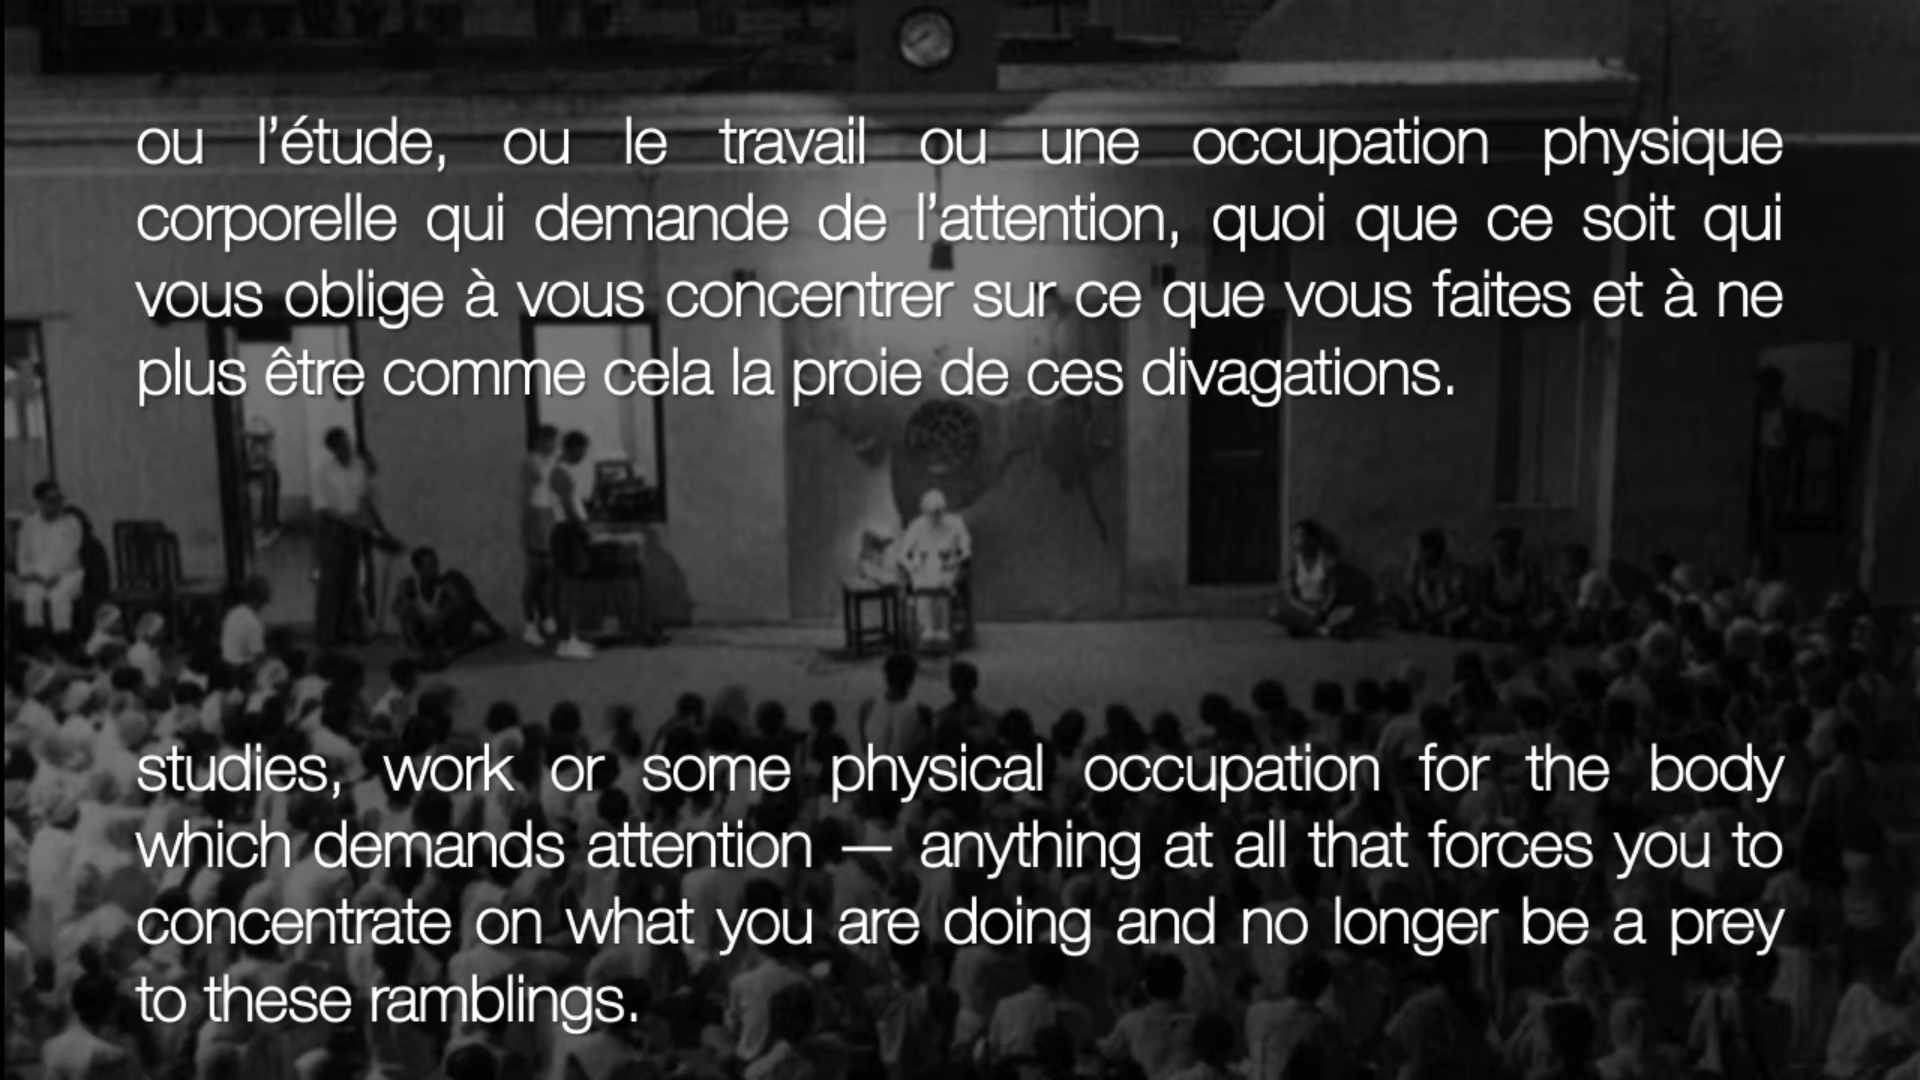 ou l’étude, ou le travail ou une occupation physique
corporelle qui demande de l’attention, quoi que ce soit qui
vous oblige à vous concentrer sur ce que vous faites et à ne
plus être comme cela la proie de ces divagations.
studies, work or some physical occupation for the body
which demands attention — anything at all that forces you to
concentrate on what you are doing and no longer be a prey
to these ramblings.